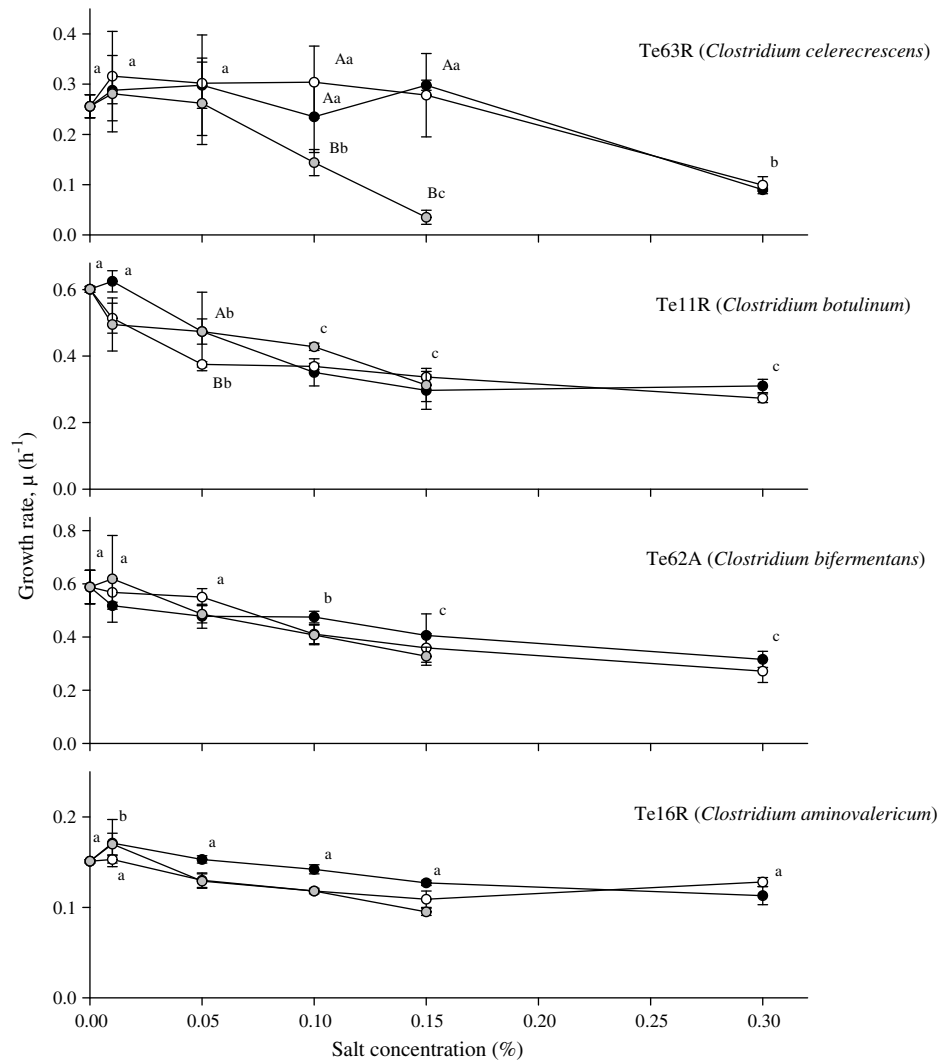 0.4
Te63R (Clostridium celerecrescens)
Aa
Aa
a
a
a
0.3
Aa
0.2
Bb
b
Bc
0.1
0.0
a
a
0.6
Te11R (Clostridium botulinum)
Ab
c
c
c
0.4
Bb
0.2
0.0
Growth rate, µ (h-1)
0.8
a
a
Te62A (Clostridium bifermentans)
a
0.6
b
c
c
0.4
0.2
0.0
0.2
b
Te16R (Clostridium aminovalericum)
a
a
a
a
a
a
0.1
0.0
0.00 0.05 0.10 0.15 0.20 0.25 0.30
Salt concentration (%)